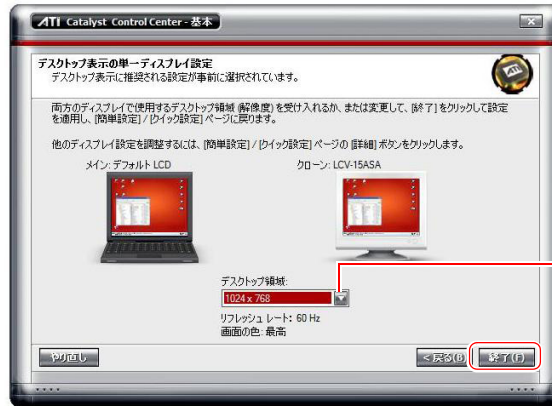 ATI Catalyst Control Center - 基本
デスクトップ表示の単一ディスプレイ設定
デスクトップ表示に推奨される設定が事前に選択されています。
両方のディスプレイで使用するデスクトップ領域 (解像度) を受け入れるか、または変更して、[終了] をクリックして設定
を適用し、[簡単設定] / [クイック設定] ページに戻ります。
他のディスプレイ設定を調整するには、[簡単設定] / [クイック設定] ページの [詳細] ボタンをクリックします。
メイン: デフォルト LCD
クローン: LCV-15ASA
デスクトップ領域:
1024 x 768
リフレッシュ レート: 60 Hz
画面の色: 最高
やり直し
< 戻る(B)
終了(F)